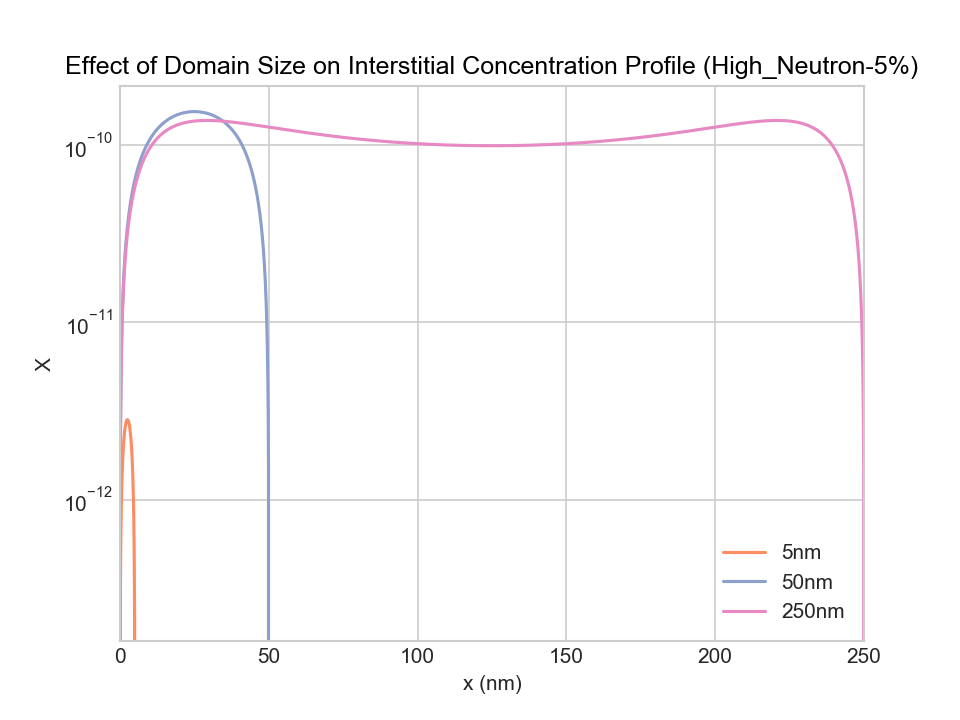 Effect of Domain Size on Interstitial Concentration Profile (High_Neutron-5%)
X
10⁻¹⁰
10⁻¹¹
10⁻¹²
5nm
50nm
250nm
0 50 100 150 200 250
x (nm)